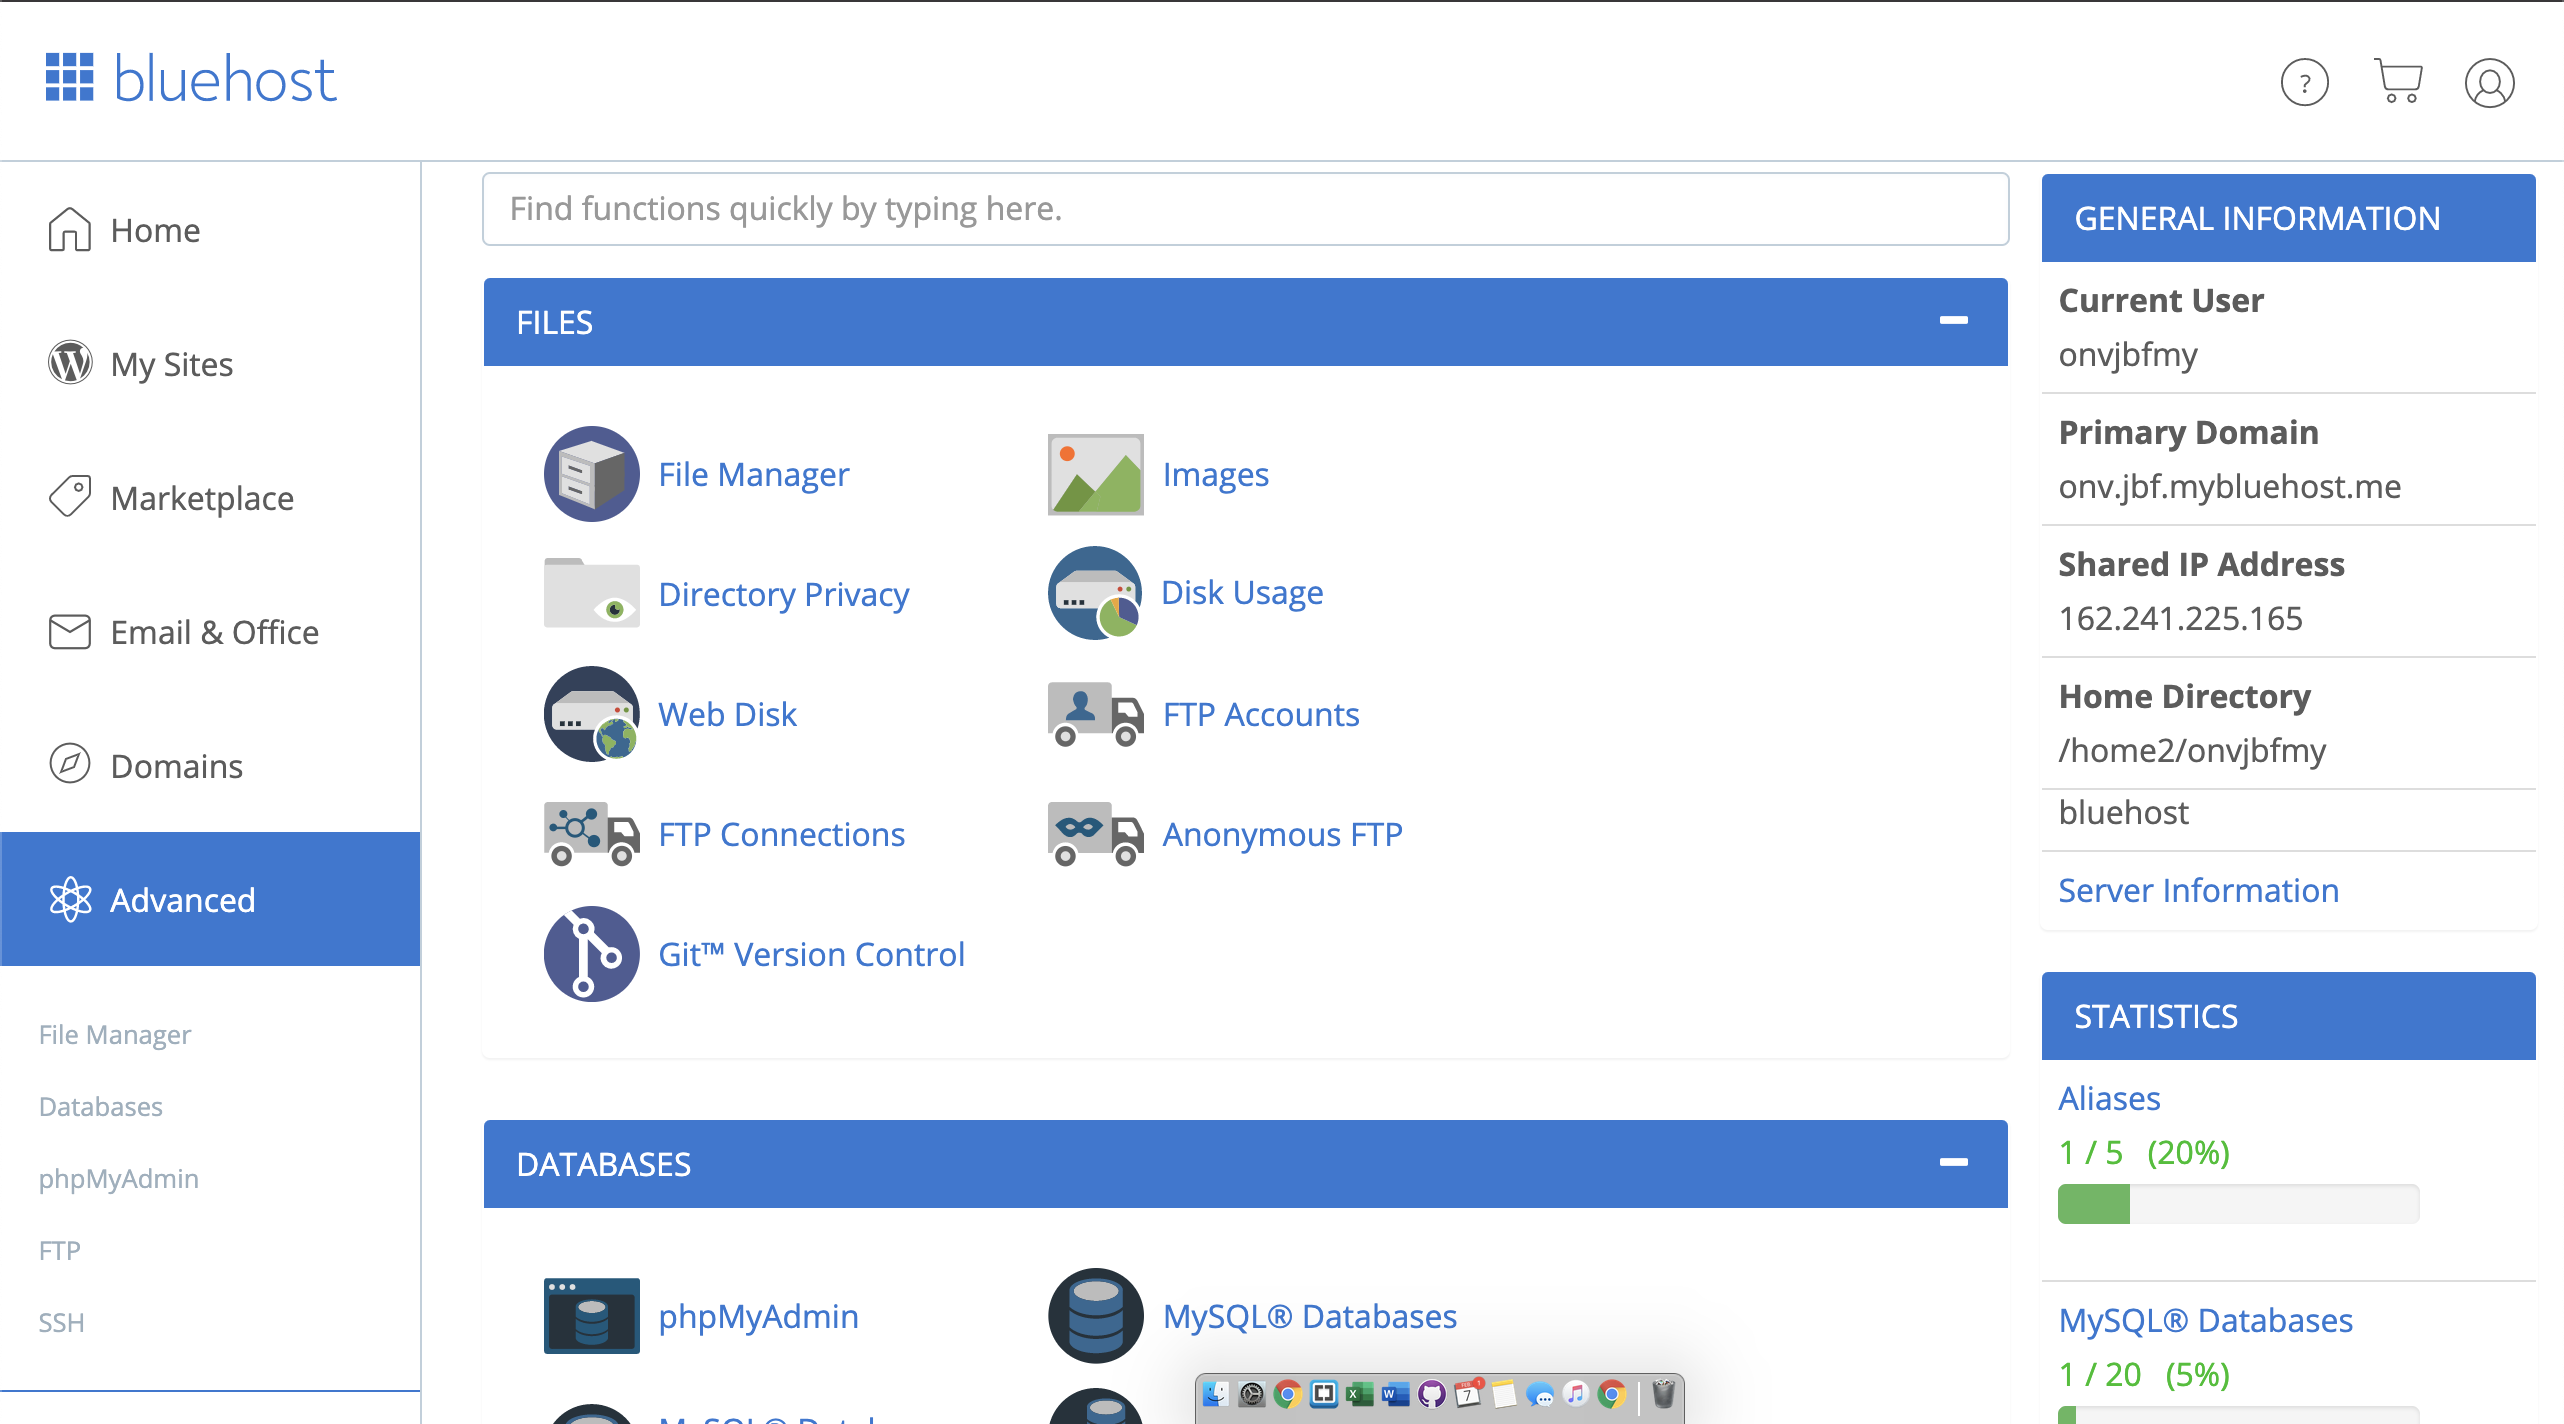 bluehost
?
Home
My Sites
Marketplace
Email & Office
Domains
Advanced
File Manager
Databases
phpMyAdmin
FTP
SSH
Find functions quickly by typing here.
FILES
File Manager
Images
Directory Privacy
Disk Usage
Web Disk
FTP Accounts
FTP Connections
Anonymous FTP
Git™ Version Control
DATABASES
phpMyAdmin
MySQL® Databases
GENERAL INFORMATION
Current User
onvjbfmy
Primary Domain
onv.jbf.mybluehost.me
Shared IP Address
162.241.225.165
Home Directory
/home2/onvjbfmy
bluehost
Server Information
STATISTICS
Aliases
1 / 5 (20%)
MySQL® Databases
1 / 20 (5%)
7